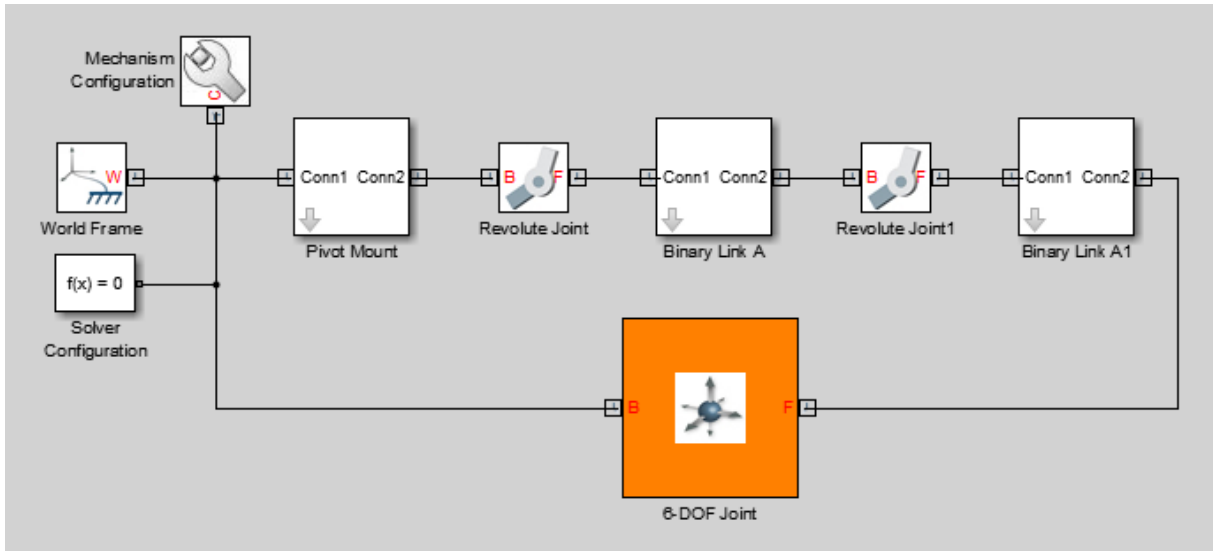 Mechanism
Configuration
C
W
World Frame
Conn1 Conn2
Pivot Mount
B F
Revolute Joint
Conn1 Conn2
Binary Link A
B F
Revolute Joint1
Conn1 Conn2
Binary Link A1
f(x) = 0
Solver
Configuration
B F
6-DOF Joint